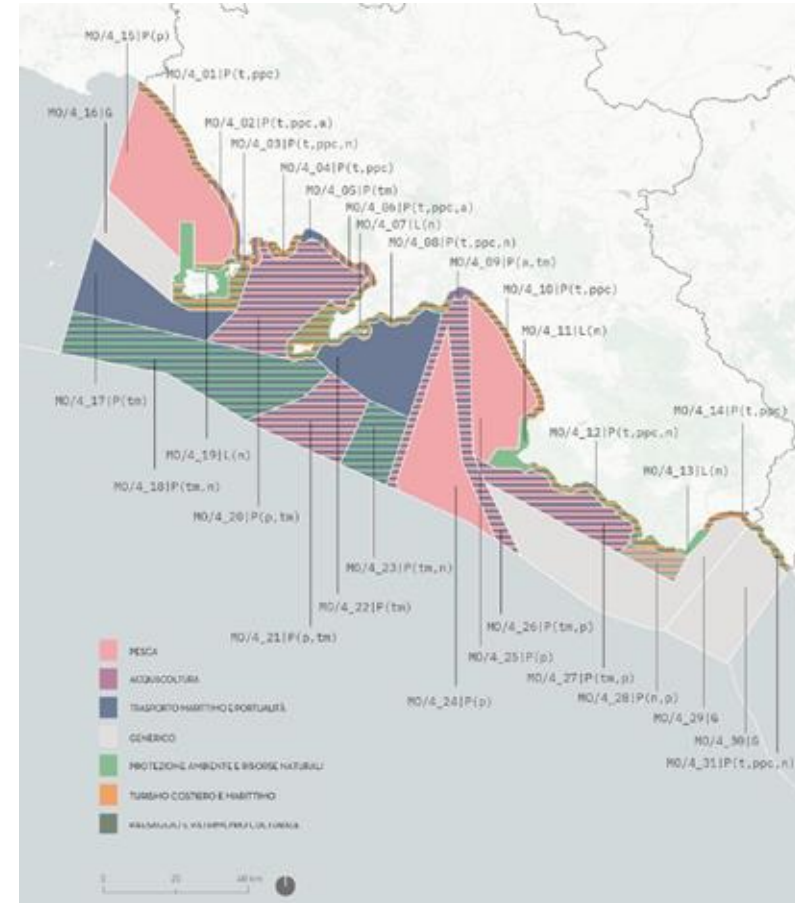 MO/4_15|P(p)
MO/4_01|P(t,ppc)
MO/4_16|G
MO/4_02|P(t,ppc,a)
MO/4_03|P(t,ppc,n)
MO/4_04|P(t,ppc)
MO/4_05|P(tm)
MO/4_06|P(t,ppc,a)
MO/4_07|L(n)
MO/4_08|P(t,ppc,n)
MO/4_09|P(a,tm)
MO/4_10|P(t,ppc)
MO/4_11|L(n)
MO/4_17|P(tm)
MO/4_14|P(t,ppc)
MO/4_12|P(t,ppc,n)
MO/4_19|L(n)
MO/4_13|L(n)
MO/4_18|P(tm,n)
MO/4_20|P(p,tm)
MO/4_23|P(tm,n)
MO/4_22|P(tm)
MO/4_21|P(p,tm)
MO/4_26|P(tm,p)
MO/4_25|P(p)
MO/4_27|P(tm,p)
MO/4_24|P(p)
MO/4_28|P(n,p)
MO/4_29|G
MO/4_30|G
MO/4_31|P(t,ppc,n)
PESCA
ACQUACOLTURA
TRASPORTO MARITTIMO E PORTUALITÀ
GENERICO
PROTEZIONE AMBIENTE E RISORSE NATURALI
TURISMO COSTIERO E MARITTIMO
PAESAGGIO E PATRIMONIO CULTURALE
0 20 40 km